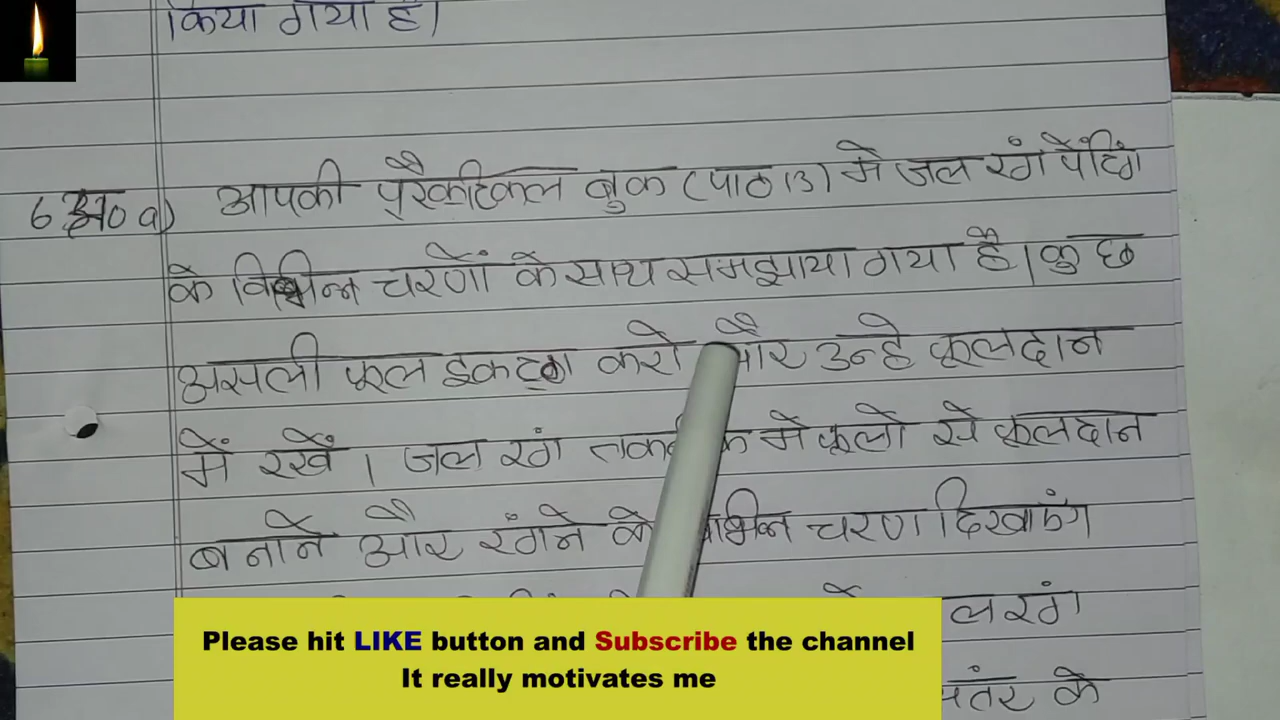 किया गया है।
6 उ० a) आपकी प्रैक्टिकल बुक (पाठ 13) मे जल रंग पेंटिंग
के विभिन्न चरणों के साथ समझाया गया है। कुछ
असली फूल इकट्ठा करो और उन्हे फूलदान
में रखें। जल रंग तकनीक मे फूलो से फूलदान
बनाने और रंगने के चरण दिखाएंग
ल रंग
के
Please hit LIKE button and Subscribe the channel
It really motivates me